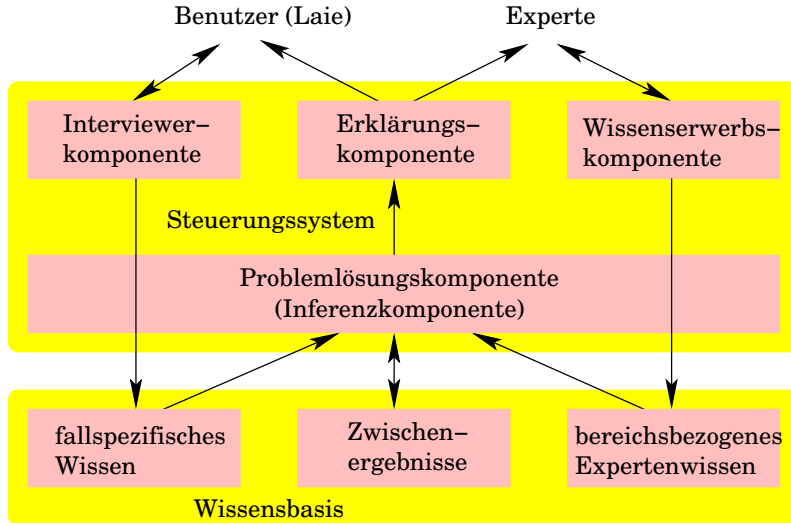 Benutzer (Laie)
Experte
Interviewer–
komponente
Erklärungs–
komponente
Wissenserwerbs–
komponente
Steuerungssystem
Problemlösungskomponente
(Inferenzkomponente)
fallspezifisches
Wissen
Zwischen–
ergebnisse
bereichsbezogenes
Expertenwissen
Wissensbasis